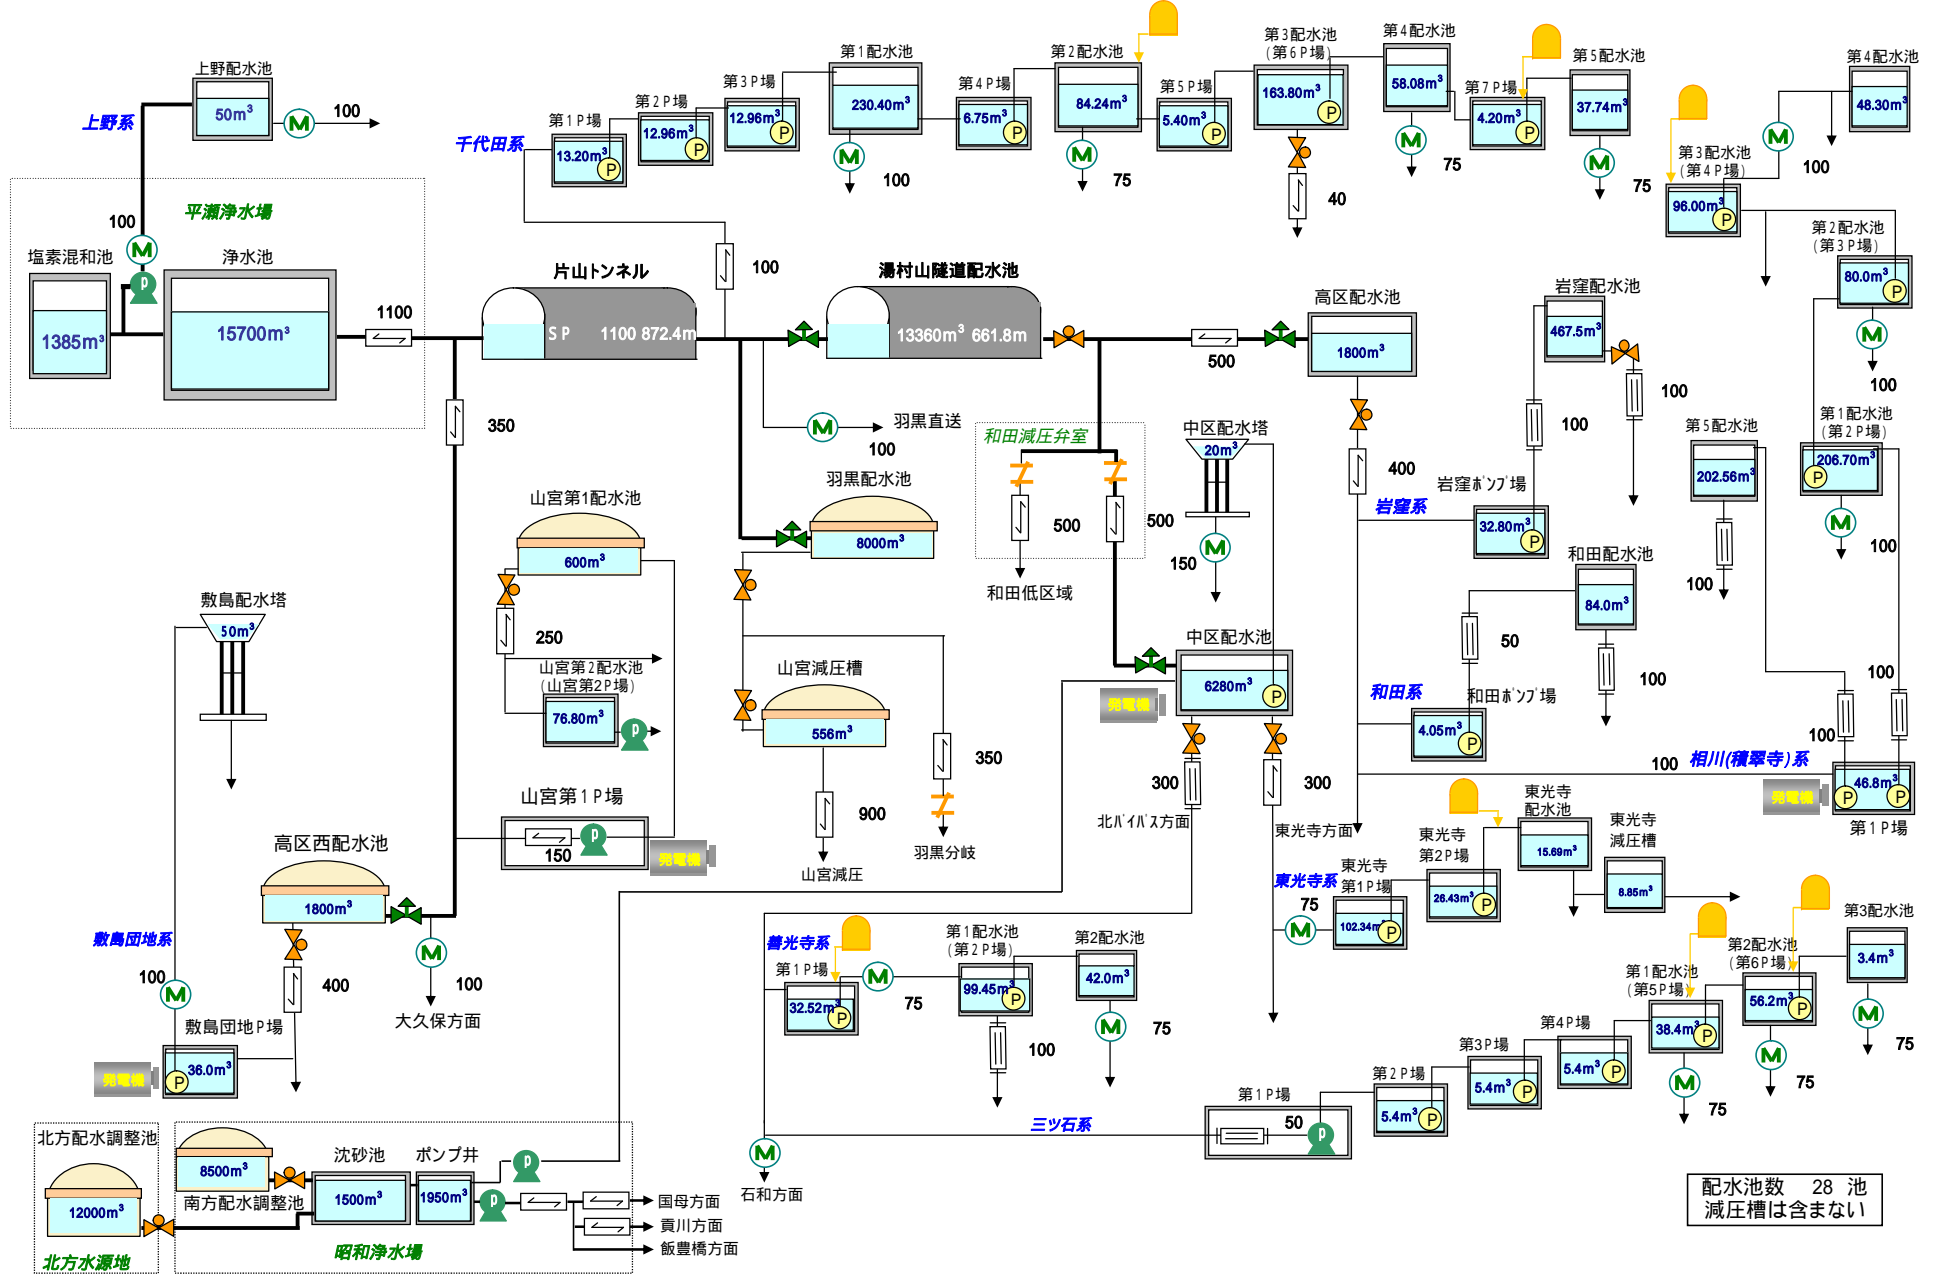 上野配水池
50m³
上野系
100
100
平瀬浄水場
塩素混和池
1385m³
浄水池
15700m³
1100
千代田系
第1P場
13.20m³
P
第2P場
12.96m³
P
第3P場
12.96m³
P
第1配水池
230.40m³
M
100
第4P場
6.75m³
P
第2配水池
84.24m³
M
75
第5P場
5.40m³
P
第3配水池
(第6P場)
163.80m³
P
40
第4配水池
58.08m³
M
75
第7P場
4.20m³
P
第5配水池
37.74m³
M
75
第4配水池
48.30m³
M
100
第3配水池
(第4P場)
96.00m³
P
第2配水池
(第3P場)
80.0m³
P
M
100
第1配水池
(第2P場)
206.70m³
P
M
100
第5配水池
202.56m³
100
100
100
100
相川(積翠寺)系
46.8m³
P
P
発電機
第1P場
片山トンネル
SP 1100 872.4m
100
湯村山隧道配水池
13360m³ 661.8m
500
高区配水池
1800m³
400
岩窪配水池
467.5m³
100
100
岩窪ポンプ場
岩窪系
32.80m³
P
和田配水池
84.0m³
50
100
和田系
和田ポンプ場
4.05m³
P
350
M
羽黒直送
100
羽黒配水池
8000m³
和田減圧弁室
500
500
和田低区域
中区配水塔
20m³
150
M
中区配水池
6280m³
P
発電機
300
300
北バイパス方面
東光寺方面
山宮第1配水池
600m³
250
山宮第2配水池
(山宮第2P場)
76.80m³
P
山宮第1P場
150
P
発電機
山宮減圧槽
556m³
900
山宮減圧
350
羽黒分岐
敷島配水塔
50m³
敷島団地系
100
M
敷島団地P場
36.0m³
P
発電機
高区西配水池
1800m³
400
M
100
大久保方面
東光寺系
75
M
東光寺
第1P場
102.34m³
P
東光寺
第2P場
26.43m³
P
東光寺
配水池
15.69m³
東光寺
減圧槽
8.85m³
善光寺系
第1P場
32.52m³
P
M
75
第1配水池
(第2P場)
99.45m³
P
100
第2配水池
42.0m³
M
75
三ツ石系
M
石和方面
第1P場
50
P
第2P場
5.4m³
P
第3P場
5.4m³
P
第4P場
5.4m³
P
第1配水池
(第5P場)
38.4m³
P
M
75
第2配水池
(第6P場)
56.2m³
P
M
75
第3配水池
3.4m³
M
75
北方配水調整池
12000m³
北方水源地
8500m³
南方配水調整池
沈砂池
1500m³
ポンプ井
1950m³
P
P
昭和浄水場
国母方面
貢川方面
飯豊橋方面
配水池数 28 池
減圧槽は含まない